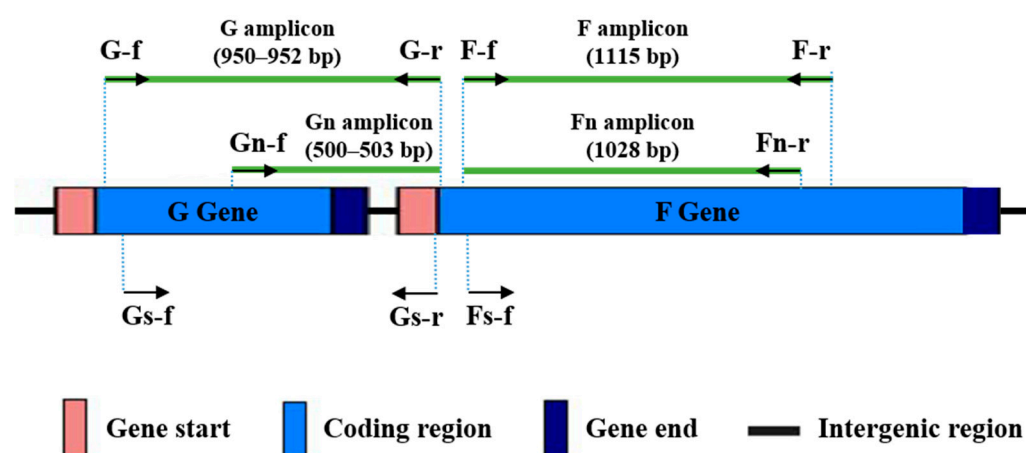 G amplicon
(950–952 bp)
F amplicon
(1115 bp)
G-f
G-r
F-f
F-r
Gn amplicon
(500–503 bp)
Fn amplicon
(1028 bp)
Gn-f
Fn-r
G Gene
F Gene
Gs-f
Gs-r
Fs-f
Gene start
Coding region
Gene end
Intergenic region